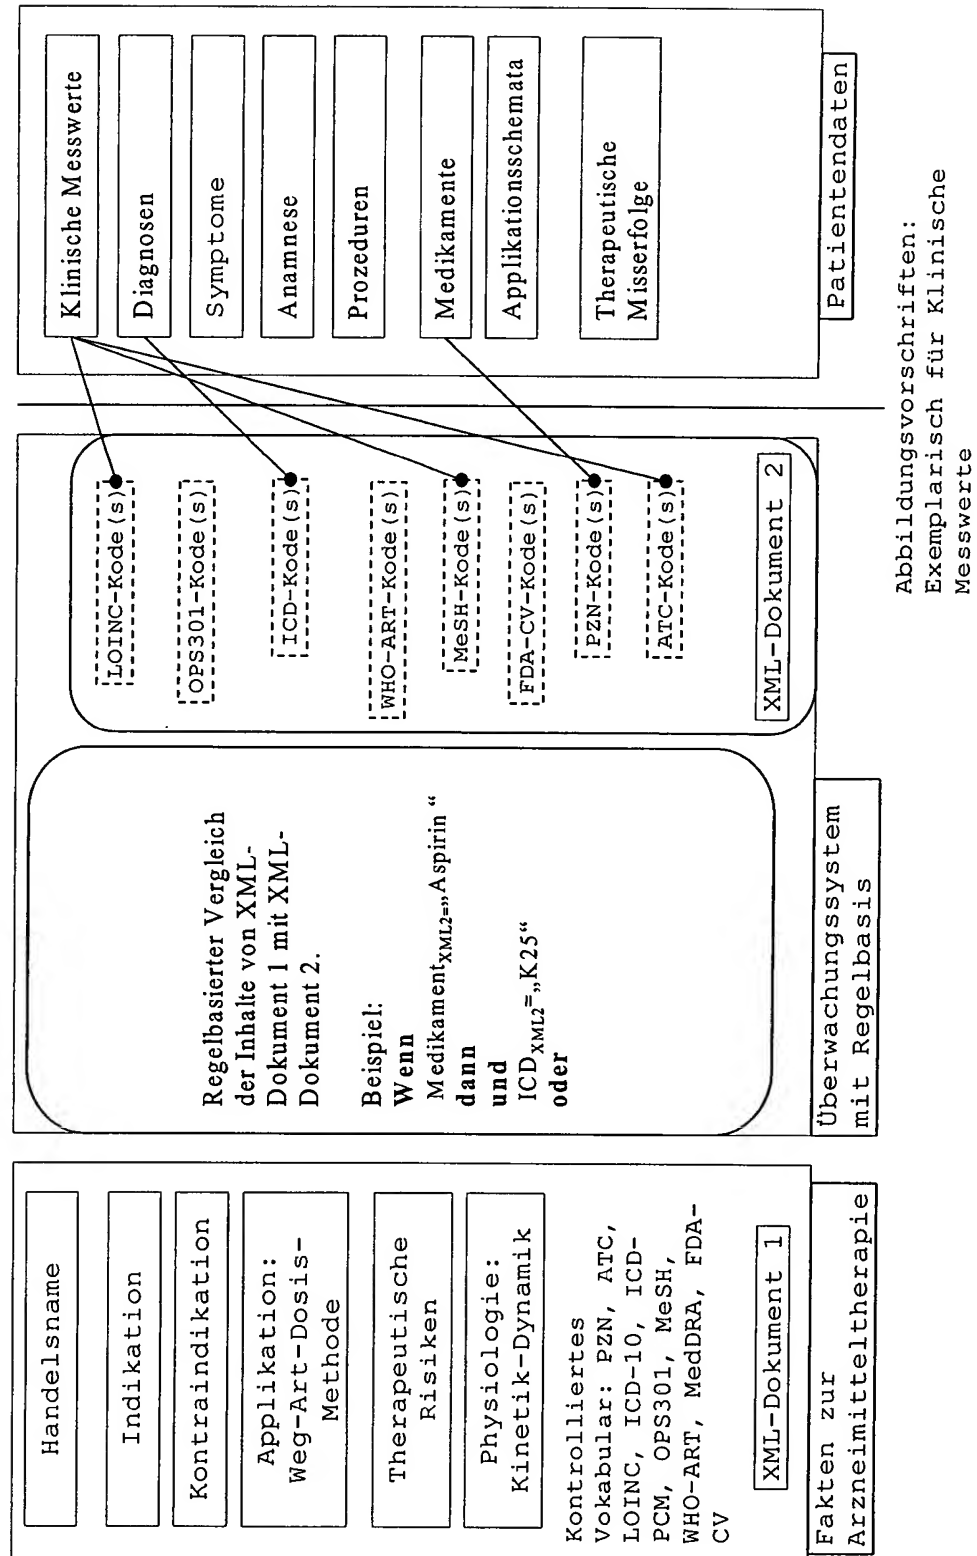 Handelsname
Indikation
Kontraindikation
Applikation:
Weg-Art-Dosis-
Methode
Therapeutische
Risiken
Physiologie:
Kinetik-Dynamik
Kontrolliertes
Vokabular: PZN, ATC,
LOINC, ICD-10, ICD-
PCM, OPS301, MeSH,
WHO-ART, MedDRA, FDA-
CV
XML-Dokument 1
Fakten zur
Arzneimitteltherapie
Regelbasierter Vergleich
der Inhalte von XML-
Dokument 1 mit XML-
Dokument 2.
Beispiel:
Wenn
Medikament XML2=„Aspirin“
dann
und
ICD XML2=„K25“
oder
Überwachungssystem
mit Regelbasis
LOINC-Kode(s)
OPS301-Kode(s)
ICD-Kode(s)
WHO-ART-Kode(s)
MeSH-Kode(s)
FDA-CV-Kode(s)
PZN-Kode(s)
ATC-Kode(s)
XML-Dokument 2
Klinische Messwerte
Diagnosen
Symptome
Anamnese
Prozeduren
Medikamente
Applikationsschemata
Therapeutische
Misserfolge
Patientendaten
Abbildungsvorschriften:
Exemplarisch für Klinische
Messwerte